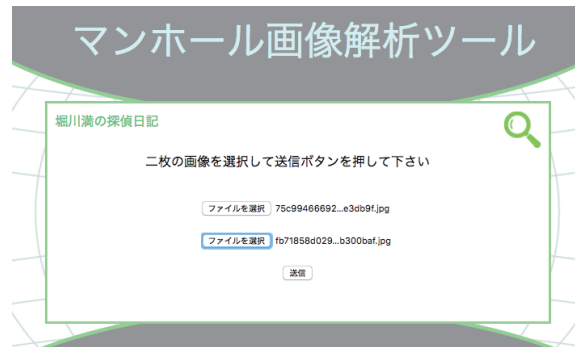 マンホール画像解析ツール
堀川満の探偵日記
二枚の画像を選択して送信ボタンを押して下さい
ファイルを選択 75c99466692...e3db9f.jpg
ファイルを選択 fb71858d029...b300baf.jpg
送信